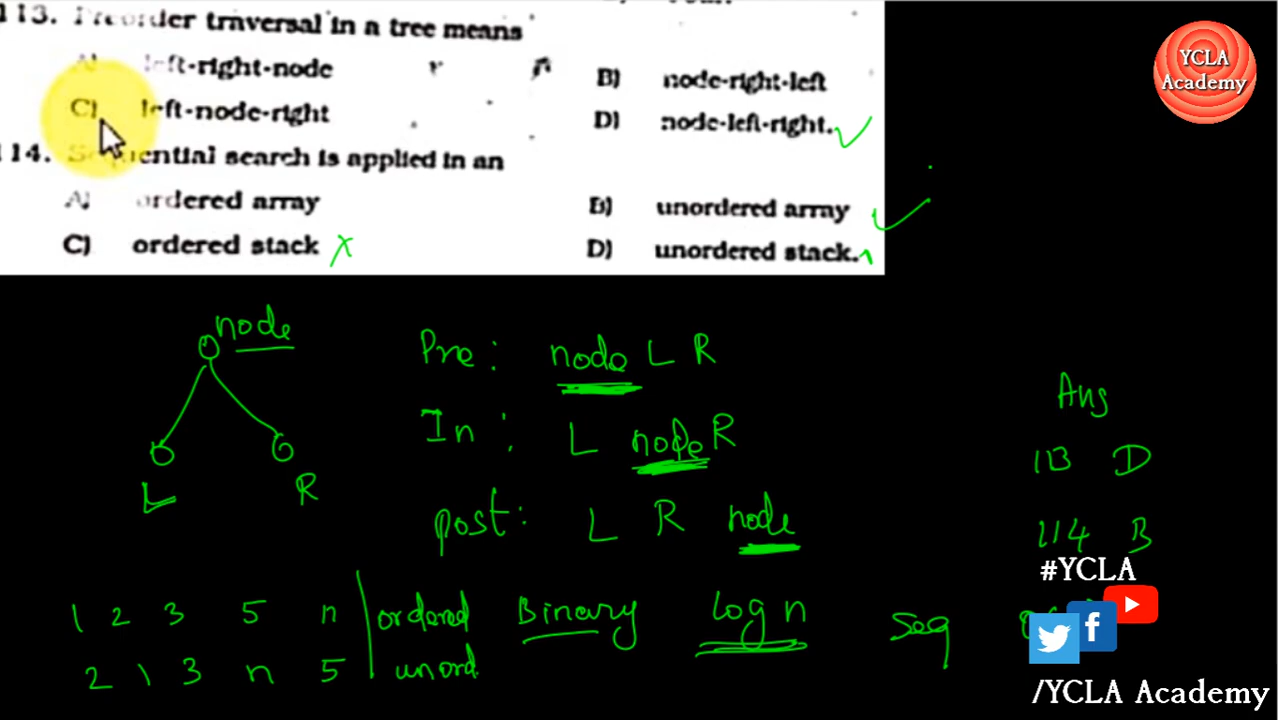 113. Preorder traversal in a tree means
A) left-right-node
B) node-right-left
C) left-node-right
D) node-left-right.
114. Sequential search is applied in an
A) ordered array
B) unordered array
C) ordered stack
D) unordered stack.
YCLA
Academy
node
L R
Pre: node L R
In: L node R
post: L R node
Ans
113 D
114 B
1 2 3 5 n ordered Binary log n Seq
2 1 3 n 5 unord
#YCLA
/YCLA Academy